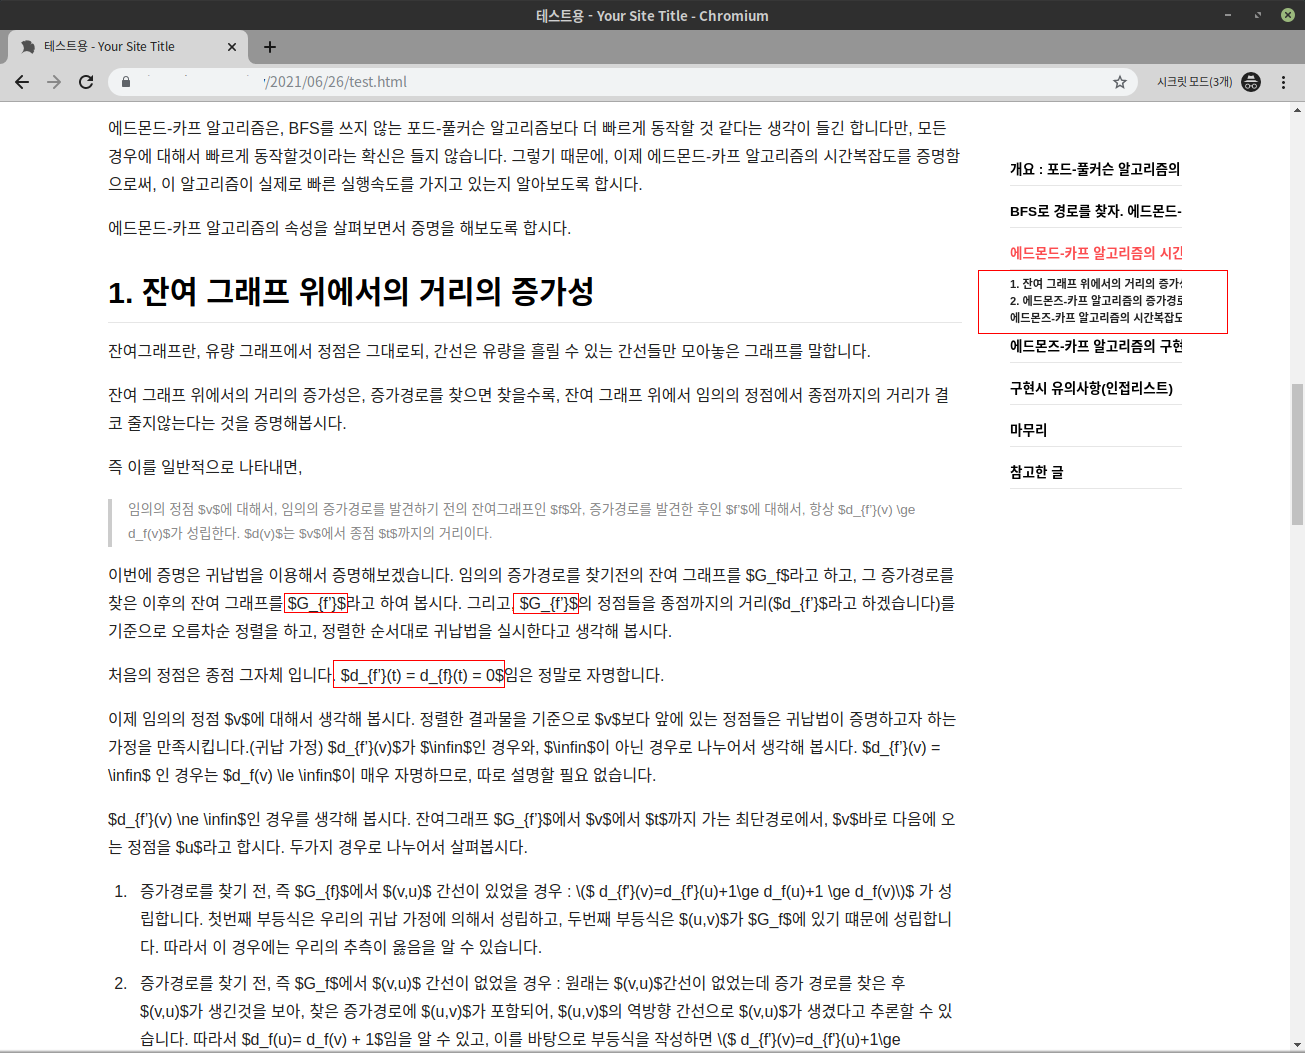 테스트용 - Your Site Title - Chromium
테스트용 - Your Site Title
/2021/06/26/test.html
시크릿 모드(3개)
에드몬드-카프 알고리즘은, BFS를 쓰지 않는 포드-풀커슨 알고리즘보다 더 빠르게 동작할 것 같다는 생각이 들긴 합니다만, 모든
경우에 대해서 빠르게 동작할것이라는 확신은 들지 않습니다. 그렇기 때문에, 이제 에드몬드-카프 알고리즘의 시간복잡도를 증명함
으로써, 이 알고리즘이 실제로 빠른 실행속도를 가지고 있는지 알아보도록 합시다.
에드몬드-카프 알고리즘의 속성을 살펴보면서 증명을 해보도록 합시다.
1. 잔여 그래프 위에서의 거리의 증가성
잔여그래프란, 유량 그래프에서 정점은 그대로되, 간선은 유량을 흘릴 수 있는 간선들만 모아놓은 그래프를 말합니다.
잔여 그래프 위에서의 거리의 증가성은, 증가경로를 찾으면 찾을수록, 잔여 그래프 위에서 임의의 정점에서 종점까지의 거리가 결
코 줄지않는다는 것을 증명해봅시다.
즉 이를 일반적으로 나타내면,
임의의 정점 $v$에 대해서, 임의의 증가경로를 발견하기 전의 잔여그래프인 $f$와, 증가경로를 발견한 후인 $f’$에 대해서, 항상 $d_{f’}(v) \ge
d_f(v)$가 성립한다. $d(v)$는 $v$에서 종점 $t$까지의 거리이다.
이번에 증명은 귀납법을 이용해서 증명해보겠습니다. 임의의 증가경로를 찾기전의 잔여 그래프를 $G_f$라고 하고, 그 증가경로를
찾은 이후의 잔여 그래프를 $G_{f’}$라고 하여 봅시다. 그리고, $G_{f’}$의 정점들을 종점까지의 거리($d_{f’}$라고 하겠습니다)를
기준으로 오름차순 정렬을 하고, 정렬한 순서대로 귀납법을 실시한다고 생각해 봅시다.
처음의 정점은 종점 그자체 입니다. $d_{f’}(t) = d_{f}(t) = 0$임은 정말로 자명합니다.
이제 임의의 정점 $v$에 대해서 생각해 봅시다. 정렬한 결과물을 기준으로 $v$보다 앞에 있는 정점들은 귀납법이 증명하고자 하는
가정을 만족시킵니다.(귀납 가정) $d_{f’}(v)$가 $\infin$인 경우와, $\infin$이 아닌 경우로 나누어서 생각해 봅시다. $d_{f’}(v) =
\infin$ 인 경우는 $d_f(v) \le \infin$이 매우 자명하므로, 따로 설명할 필요 없습니다.
$d_{f’}(v) \ne \infin$인 경우를 생각해 봅시다. 잔여그래프 $G_{f’}$에서 $v$에서 $t$까지 가는 최단경로에서, $v$바로 다음에 오
는 정점을 $u$라고 합시다. 두가지 경우로 나누어서 살펴봅시다.
1. 증가경로를 찾기 전, 즉 $G_{f}$에서 $(v,u)$ 간선이 있었을 경우 : \($ d_{f’}(v)=d_{f’}(u)+1\ge d_f(u)+1 \ge d_f(v)\)$ 가 성
립합니다. 첫번째 부등식은 우리의 귀납 가정에 의해서 성립하고, 두번째 부등식은 $(u,v)$가 $G_f$에 있기 떄문에 성립합니
다. 따라서 이 경우에는 우리의 추측이 옳음을 알 수 있습니다.
2. 증가경로를 찾기 전, 즉 $G_f$에서 $(v,u)$ 간선이 없었을 경우 : 원래는 $(v,u)$간선이 없었는데 증가 경로를 찾은 후
$(v,u)$가 생긴것을 보아, 찾은 증가경로에 $(u,v)$가 포함되어, $(u,v)$의 역방향 간선으로 $(v,u)$가 생겼다고 추론할 수 있
습니다. 따라서 $d_f(u)= d_f(v) + 1$임을 알 수 있고, 이를 바탕으로 부등식을 작성하면 \($ d_{f’}(v)=d_{f’}(u)+1\ge
개요 : 포드-풀커슨 알고리즘의
BFS로 경로를 찾자. 에드몬드-
에드몬드-카프 알고리즘의 시간
1. 잔여 그래프 위에서의 거리의 증가성
2. 에드몬즈-카프 알고리즘의 증가경로
에드몬즈-카프 알고리즘의 시간복잡도
에드몬즈-카프 알고리즘의 구현
구현시 유의사항(인접리스트)
마무리
참고한 글